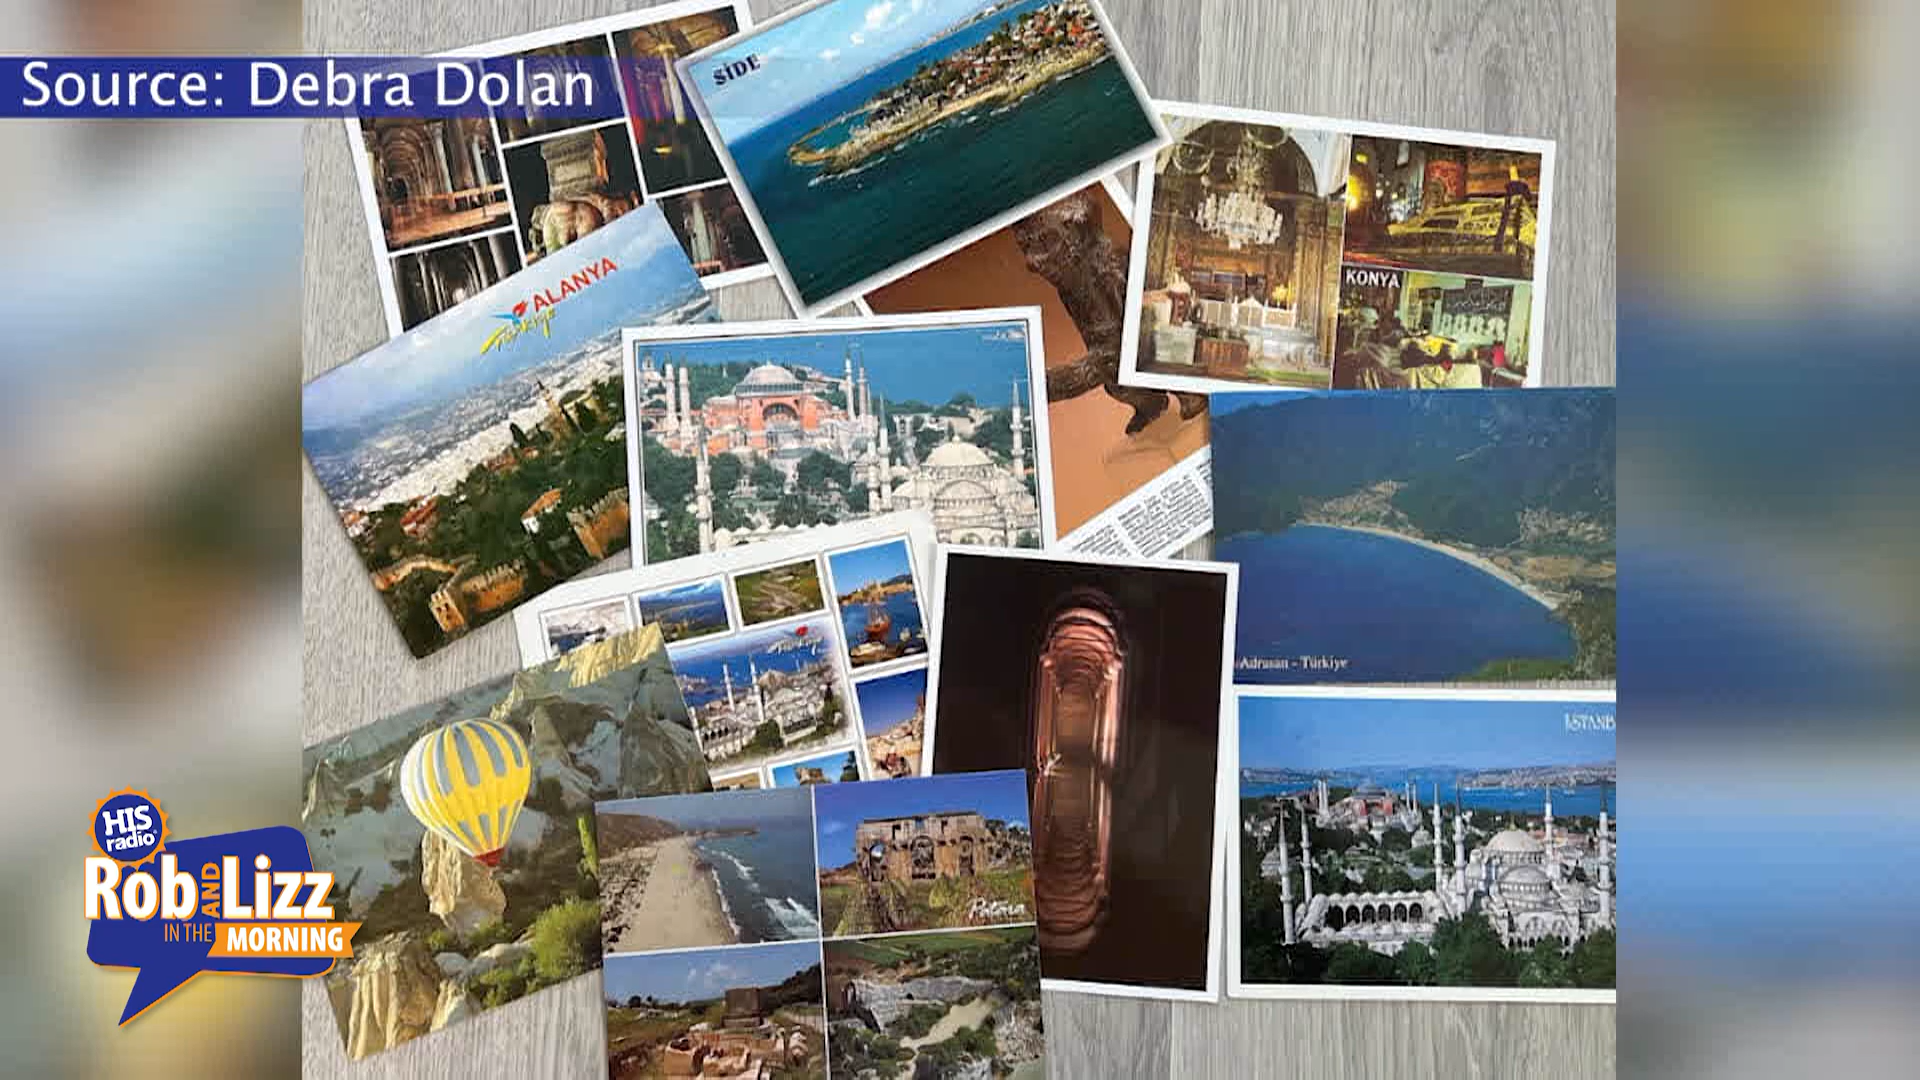 Source: Debra Dolan
SİDE
ALANYA
Türkiye
KONYA
Türkiye
Adrasan - Türkiye
İSTANB
Patara
HIS
radio
Rob AND Lizz
IN THE MORNING